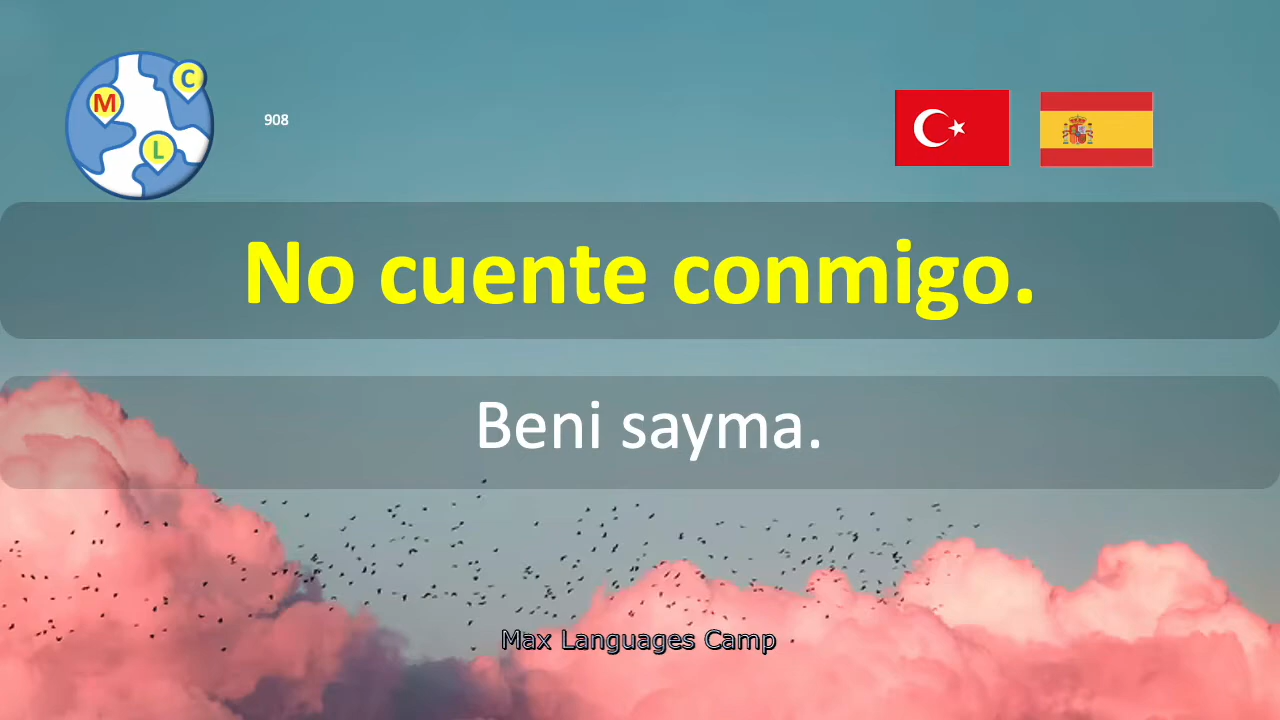 M
C
L
908
No cuente conmigo.
Beni sayma.
Max Languages Camp